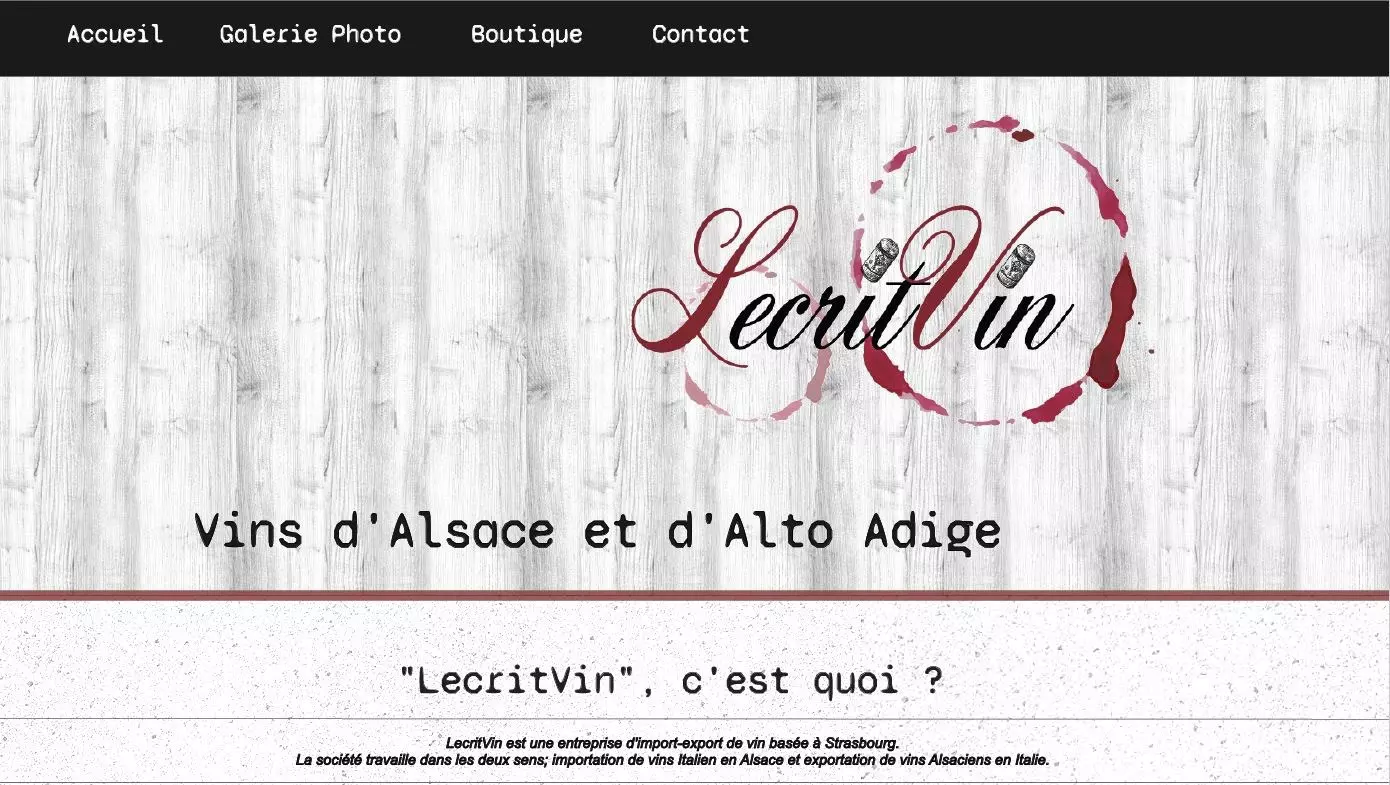 Accueil Galerie Photo Boutique Contact
LecritVin
Vins d'Alsace et d'Alto Adige
"LecritVin", c'est quoi ?
LecritVin est une entreprise d'import-export de vin basée à Strasbourg.
La société travaille dans les deux sens; importation de vins Italien en Alsace et exportation de vins Alsaciens en Italie.